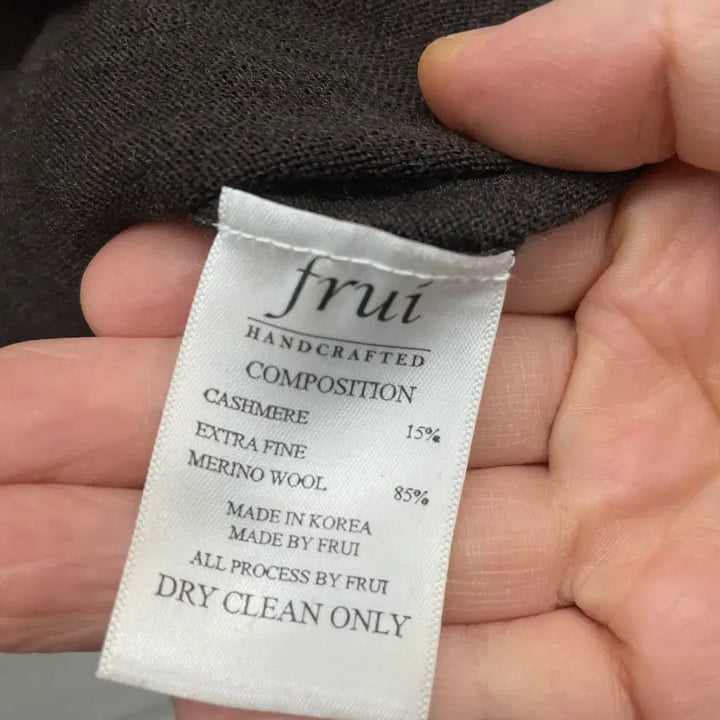 fruí
HANDCRAFTED
COMPOSITION
CASHMERE 15%
EXTRA FINE
MERINO WOOL 85%
MADE IN KOREA
MADE BY FRUI
ALL PROCESS BY FRUI
DRY CLEAN ONLY